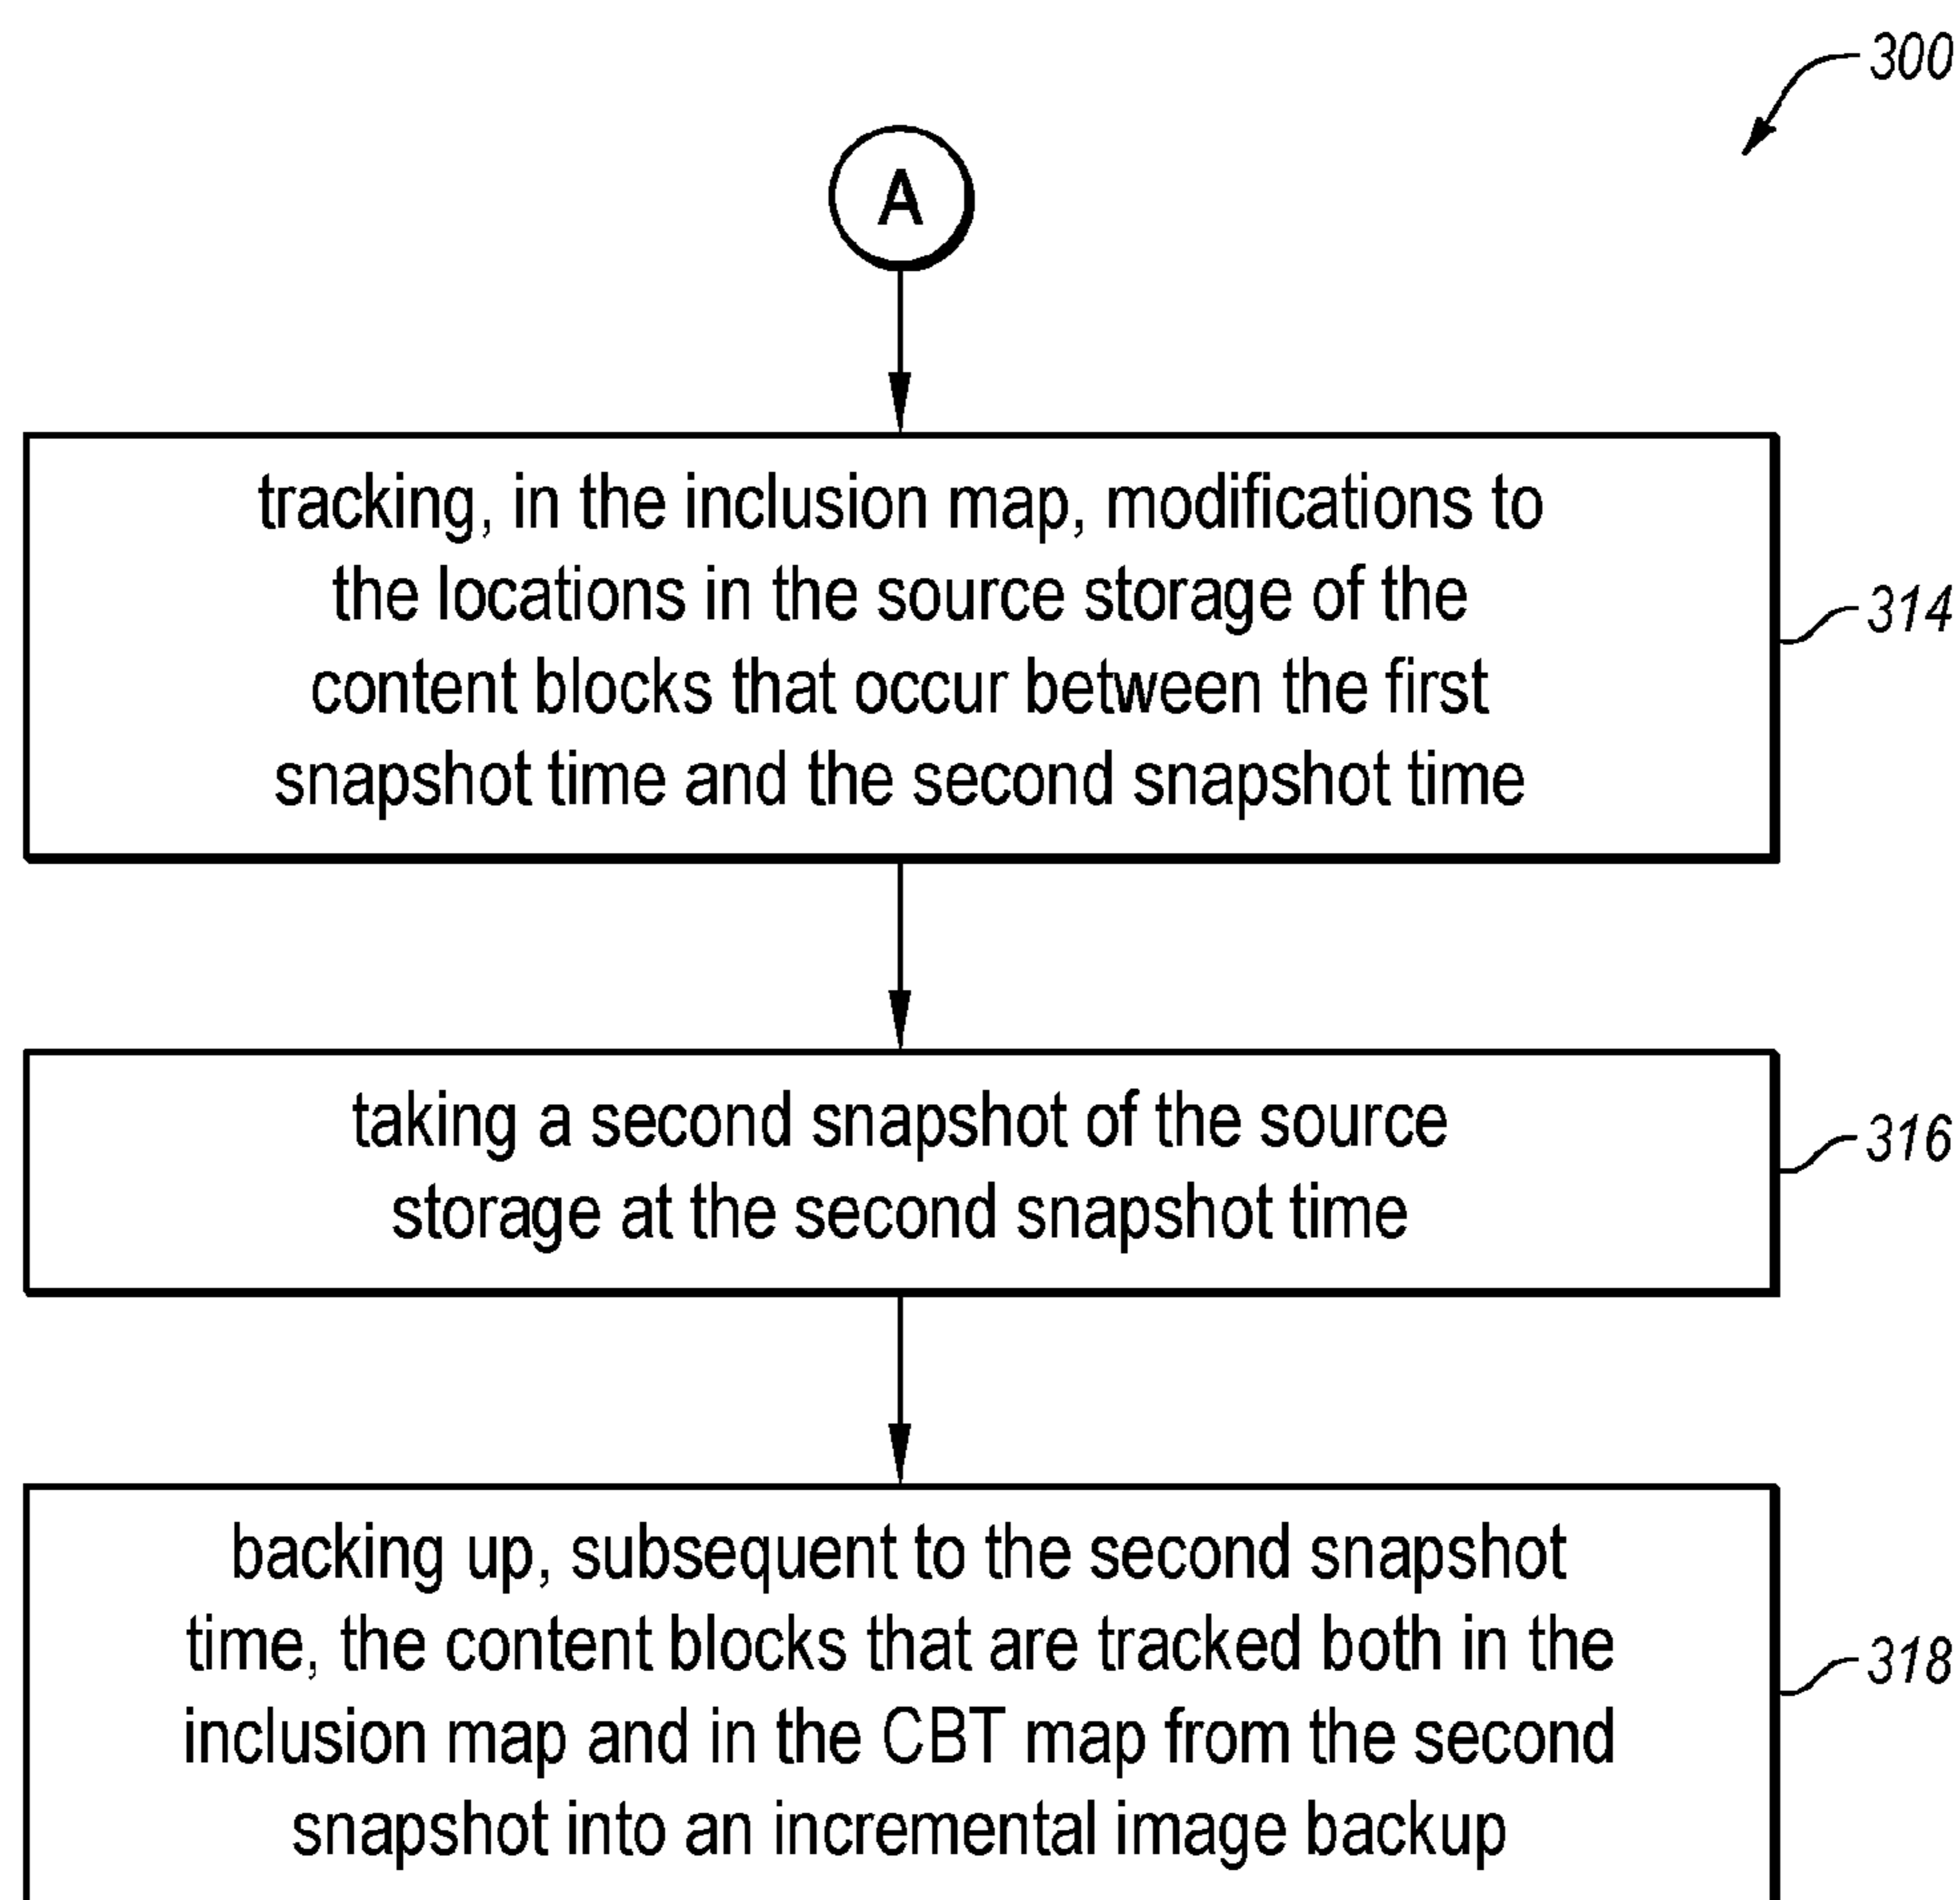 300
A
tracking, in the inclusion map, modifications to
the locations in the source storage of the
content blocks that occur between the first
snapshot time and the second snapshot time
314
taking a second snapshot of the source
storage at the second snapshot time
316
backing up, subsequent to the second snapshot
time, the content blocks that are tracked both in the
inclusion map and in the CBT map from the second
snapshot into an incremental image backup
318